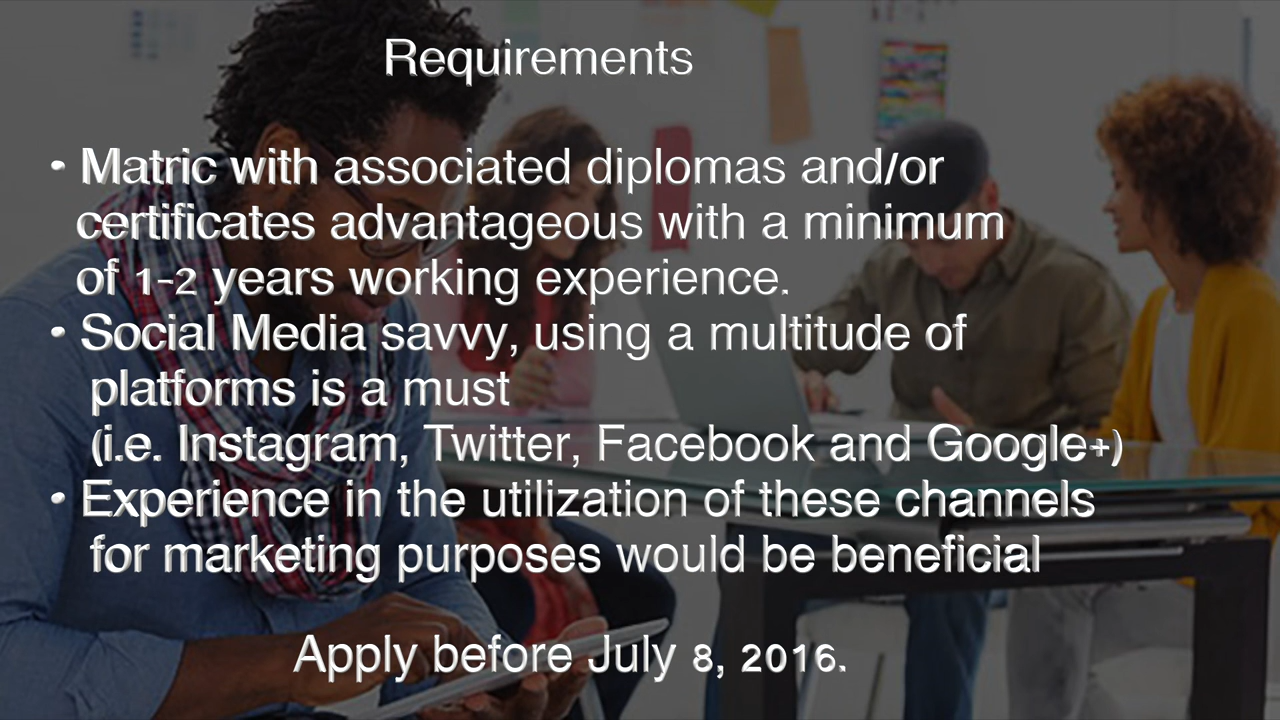 Requirements
• Matric with associated diplomas and/or
certificates advantageous with a minimum
of 1-2 years working experience.
• Social Media savvy, using a multitude of
platforms is a must
(i.e. Instagram, Twitter, Facebook and Google+)
• Experience in the utilization of these channels
for marketing purposes would be beneficial
Apply before July 8, 2016.